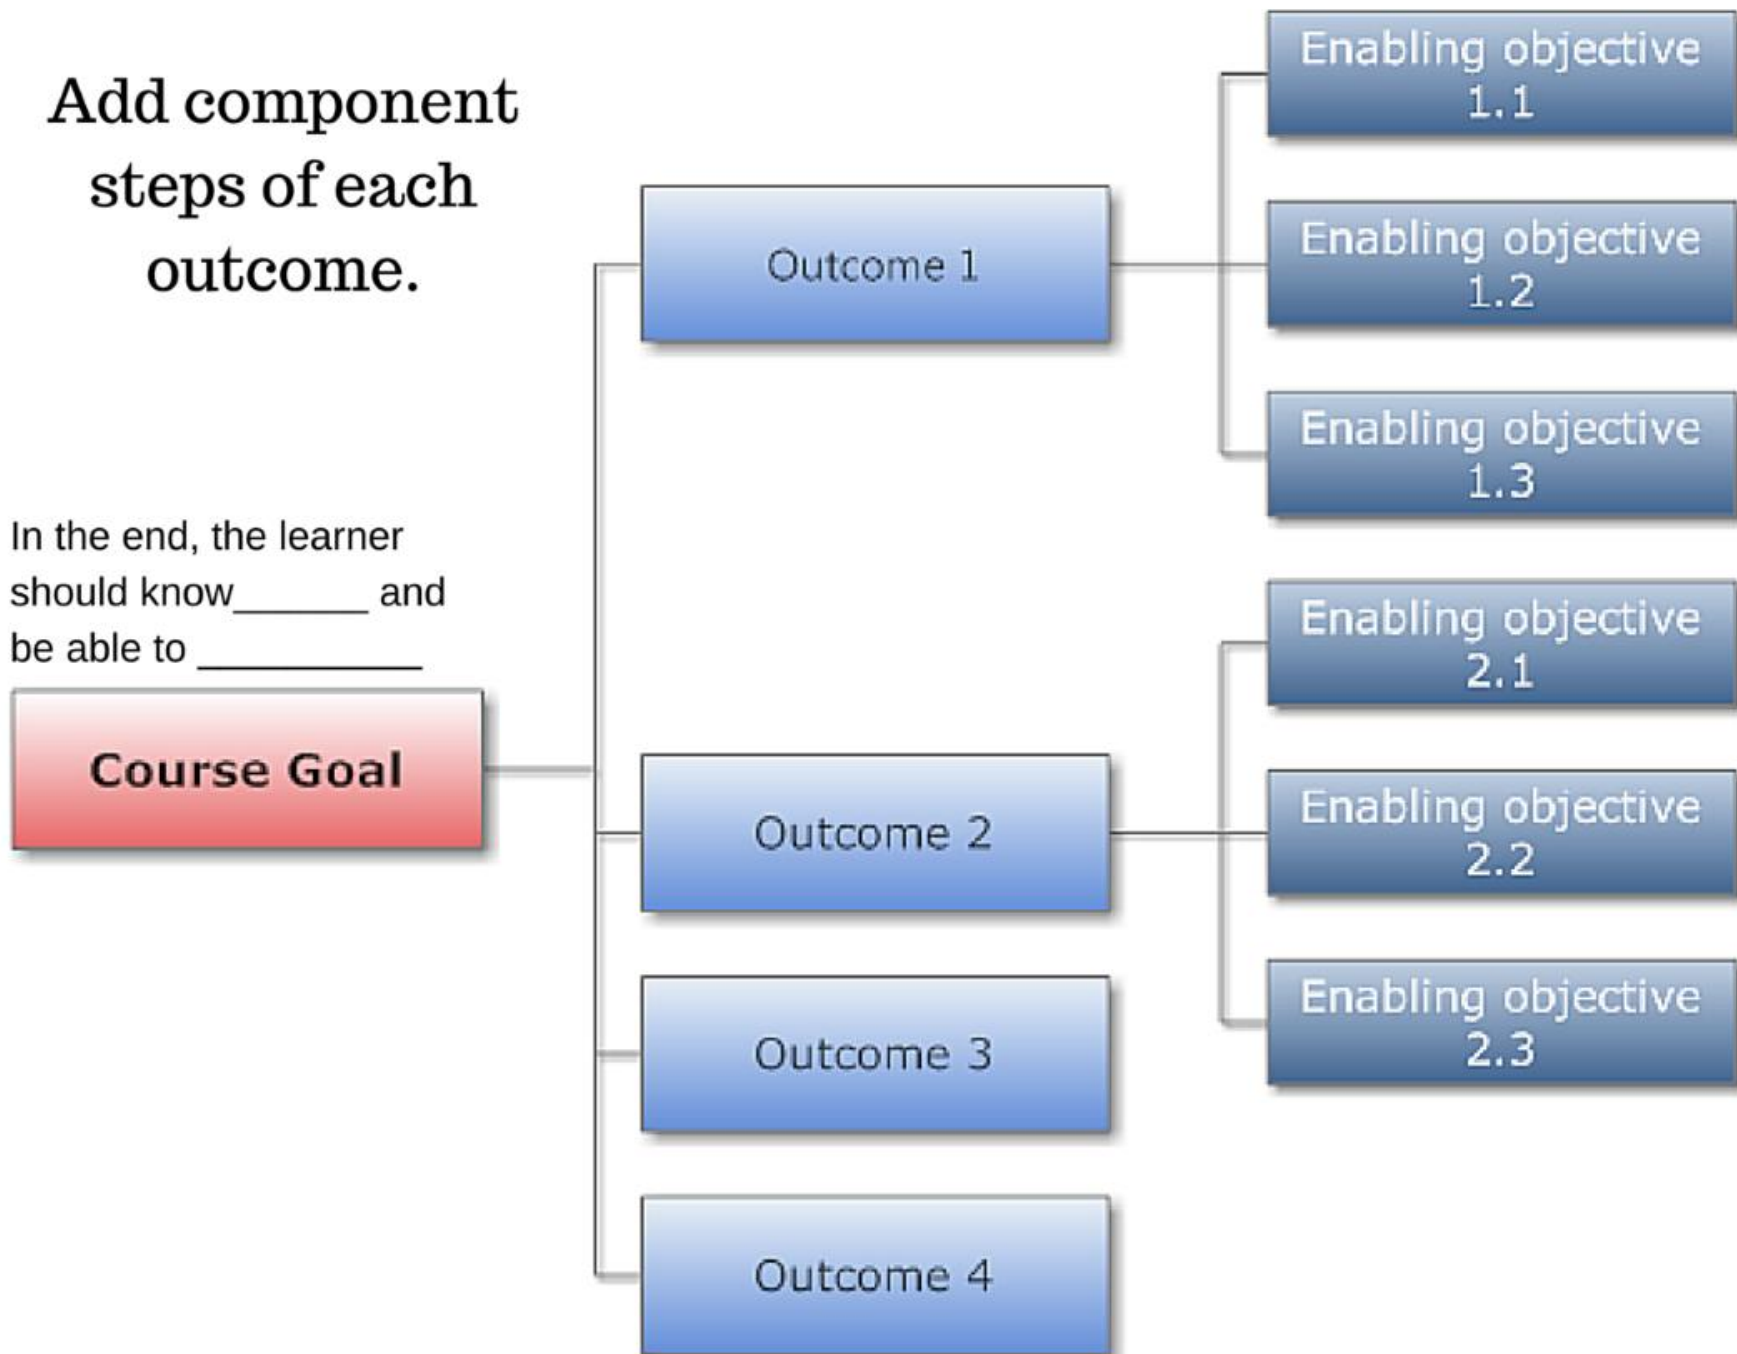 Add component
steps of each
outcome.
In the end, the learner
should know______ and
be able to __________
Course Goal
Outcome 1
Enabling objective
1.1
Enabling objective
1.2
Enabling objective
1.3
Outcome 2
Enabling objective
2.1
Enabling objective
2.2
Enabling objective
2.3
Outcome 3
Outcome 4